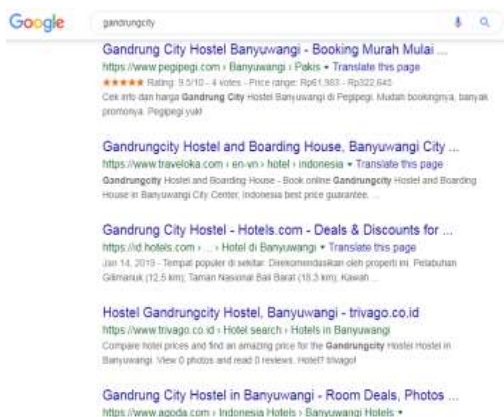 Google
gandrungcity
Gandrung City Hostel Banyuwangi - Booking Murah Mulai ...
https://www.pegipegi.com › Banyuwangi › Pakis ▾ Translate this page
★★★★★ Rating: 9.5/10 - 4 votes - Price range: Rp61,983 - Rp322,645
Cek info dan harga Gandrung City Hostel Banyuwangi di Pegipegi. Mudah bookingnya, banyak
promonya. Pegipegi yuk!
Gandrungcity Hostel and Boarding House, Banyuwangi City ...
https://www.traveloka.com › en-vn › hotel › indonesia ▾ Translate this page
Gandrungcity Hostel and Boarding House - Book online Gandrungcity Hostel and Boarding
House in Banyuwangi City Center, Indonesia best price guarantee, ...
Gandrung City Hostel - Hotels.com - Deals & Discounts for ...
https://id.hotels.com › ... › Hotel di Banyuwangi ▾ Translate this page
Jan 14, 2019 - Tempat populer di sekitar. Direkomendasikan oleh properti ini. Pelabuhan
Gilimanuk (12,5 km); Taman Nasional Bali Barat (18,3 km); Kawah ...
Hostel Gandrungcity Hostel, Banyuwangi - trivago.co.id
https://www.trivago.co.id › Hotel search › Hotels in Banyuwangi
Compare hotel prices and find an amazing price for the Gandrungcity Hostel Hostel in
Banyuwangi. View 0 photos and read 0 reviews. Hotel? trivago!
Gandrung City Hostel in Banyuwangi - Room Deals, Photos ...
https://www.agoda.com › Indonesia Hotels › Banyuwangi Hotels ▾